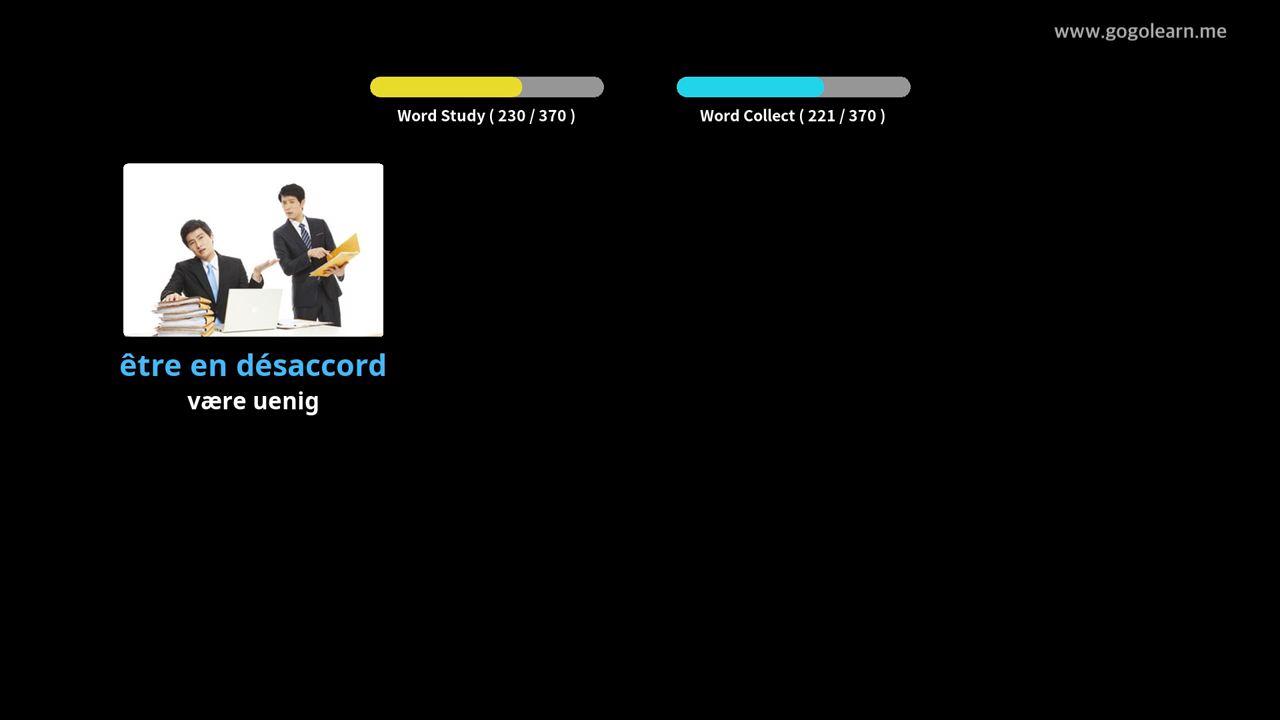 www.gogolearn.me
Word Study ( 230 / 370 )
Word Collect ( 221 / 370 )
être en désaccord
være uenig